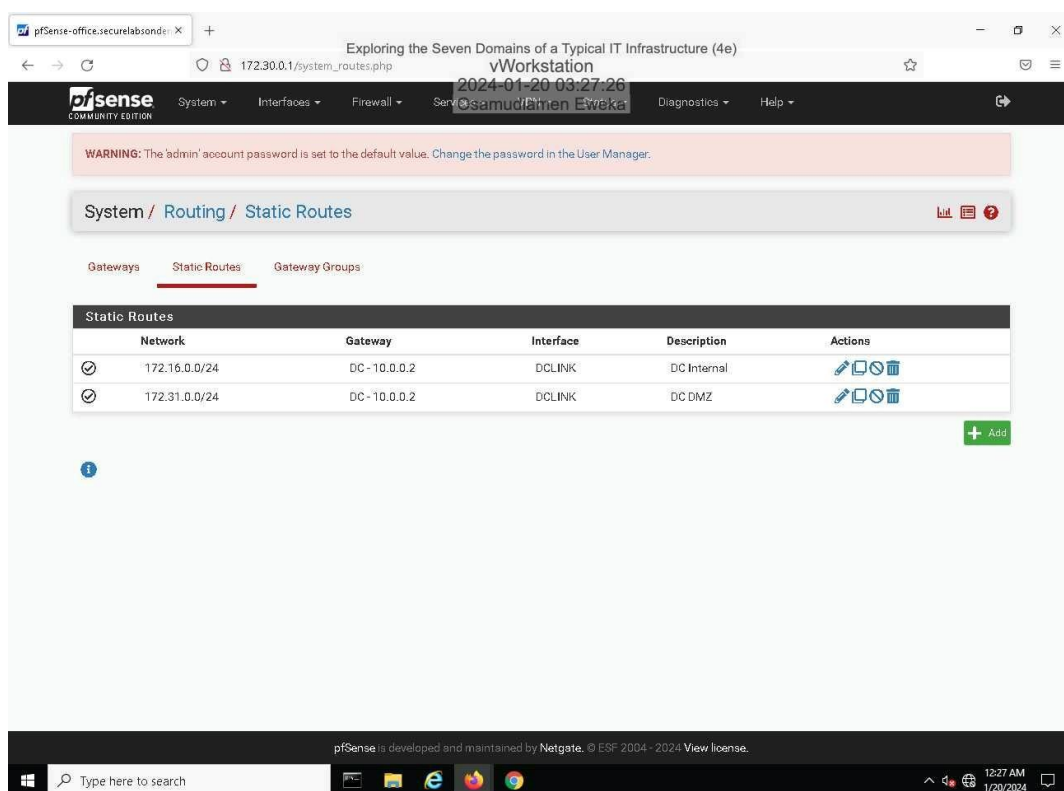 pfSense-office.securelabsonder
Exploring the Seven Domains of a Typical IT Infrastructure (4e)
172.30.0.1/system_routes.php
vWorkstation
2024-01-20 03:27:26
pfsense
COMMUNITY EDITION
System
Interfaces
Firewall
Osamudiamen Eweka
Diagnostics
Help
WARNING: The 'admin' account password is set to the default value. Change the password in the User Manager.
System / Routing / Static Routes
Gateways Static Routes Gateway Groups
Static Routes
Network Gateway Interface Description Actions
172.16.0.0/24 DC - 10.0.0.2 DCLINK DC Internal
172.31.0.0/24 DC - 10.0.0.2 DCLINK DC DMZ
Add
pfSense is developed and maintained by Netgate. © ESF 2004 - 2024 View license.
Type here to search
12:27 AM
1/20/2024